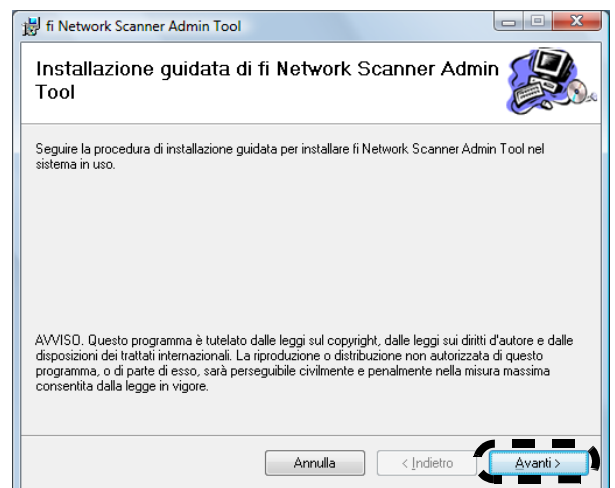 fi Network Scanner Admin Tool
Installazione guidata di fi Network Scanner Admin
Tool
Seguire la procedura di installazione guidata per installare fi Network Scanner Admin Tool nel
sistema in uso.
AVVISO. Questo programma è tutelato dalle leggi sul copyright, dalle leggi sui diritti d'autore e dalle
disposizioni dei trattati internazionali. La riproduzione o distribuzione non autorizzata di questo
programma, o di parte di esso, sarà perseguibile civilmente e penalmente nella misura massima
consentita dalla legge in vigore.
Annulla < Indietro Avanti >